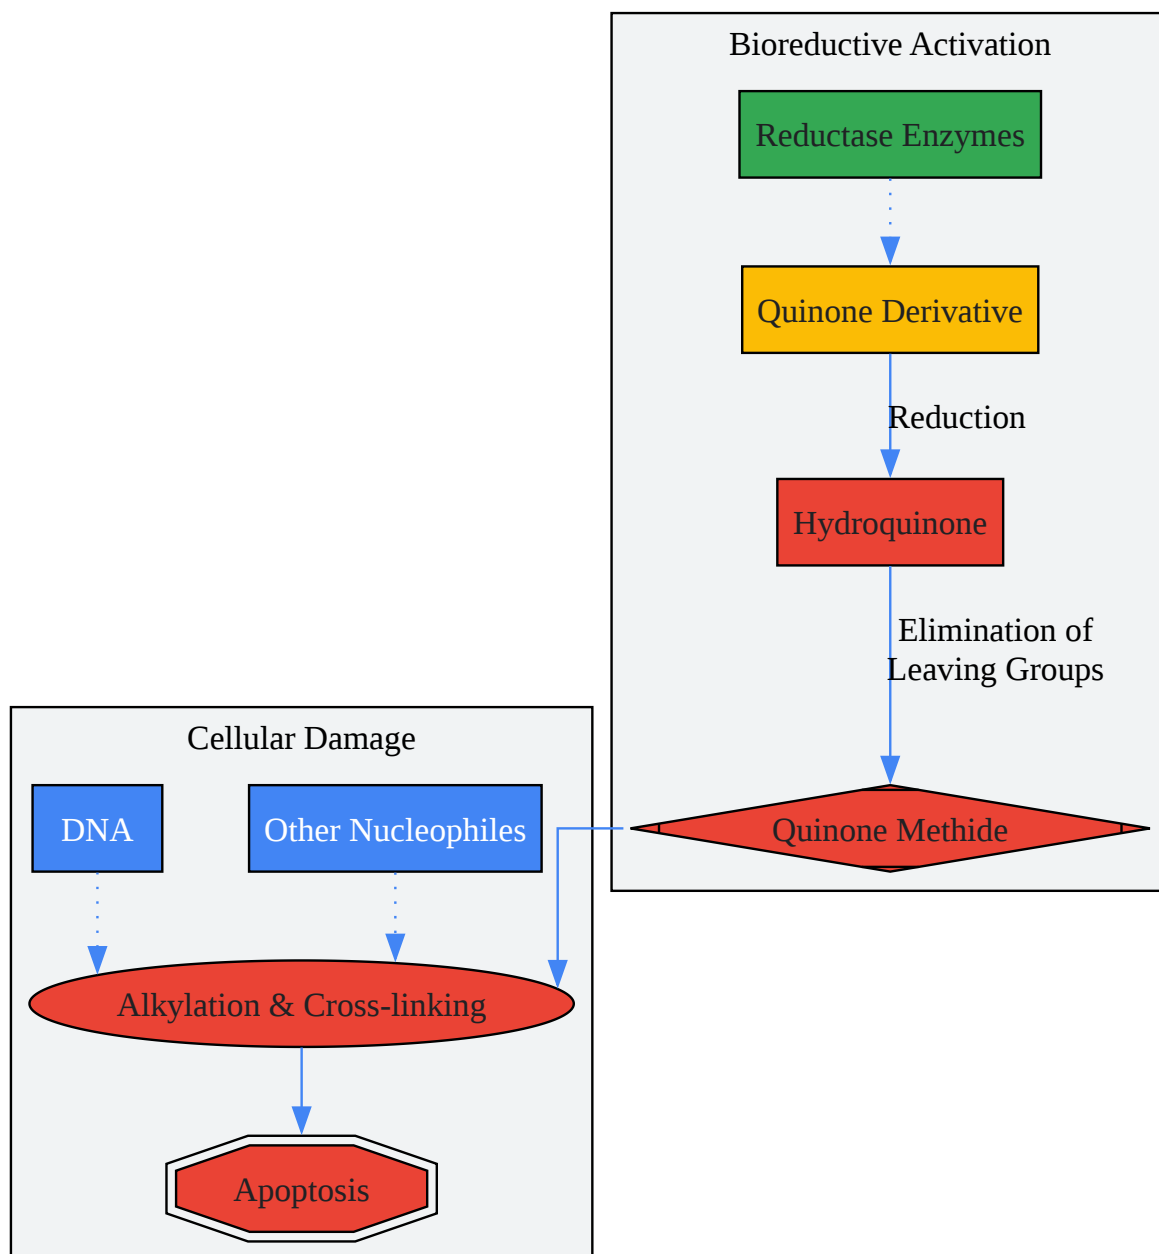 Bioreductive Activation
Reductase Enzymes
Quinone Derivative
Reduction
Hydroquinone
Elimination of
Leaving Groups
Quinone Methide
Cellular Damage
DNA
Other Nucleophiles
Alkylation & Cross-linking
Apoptosis